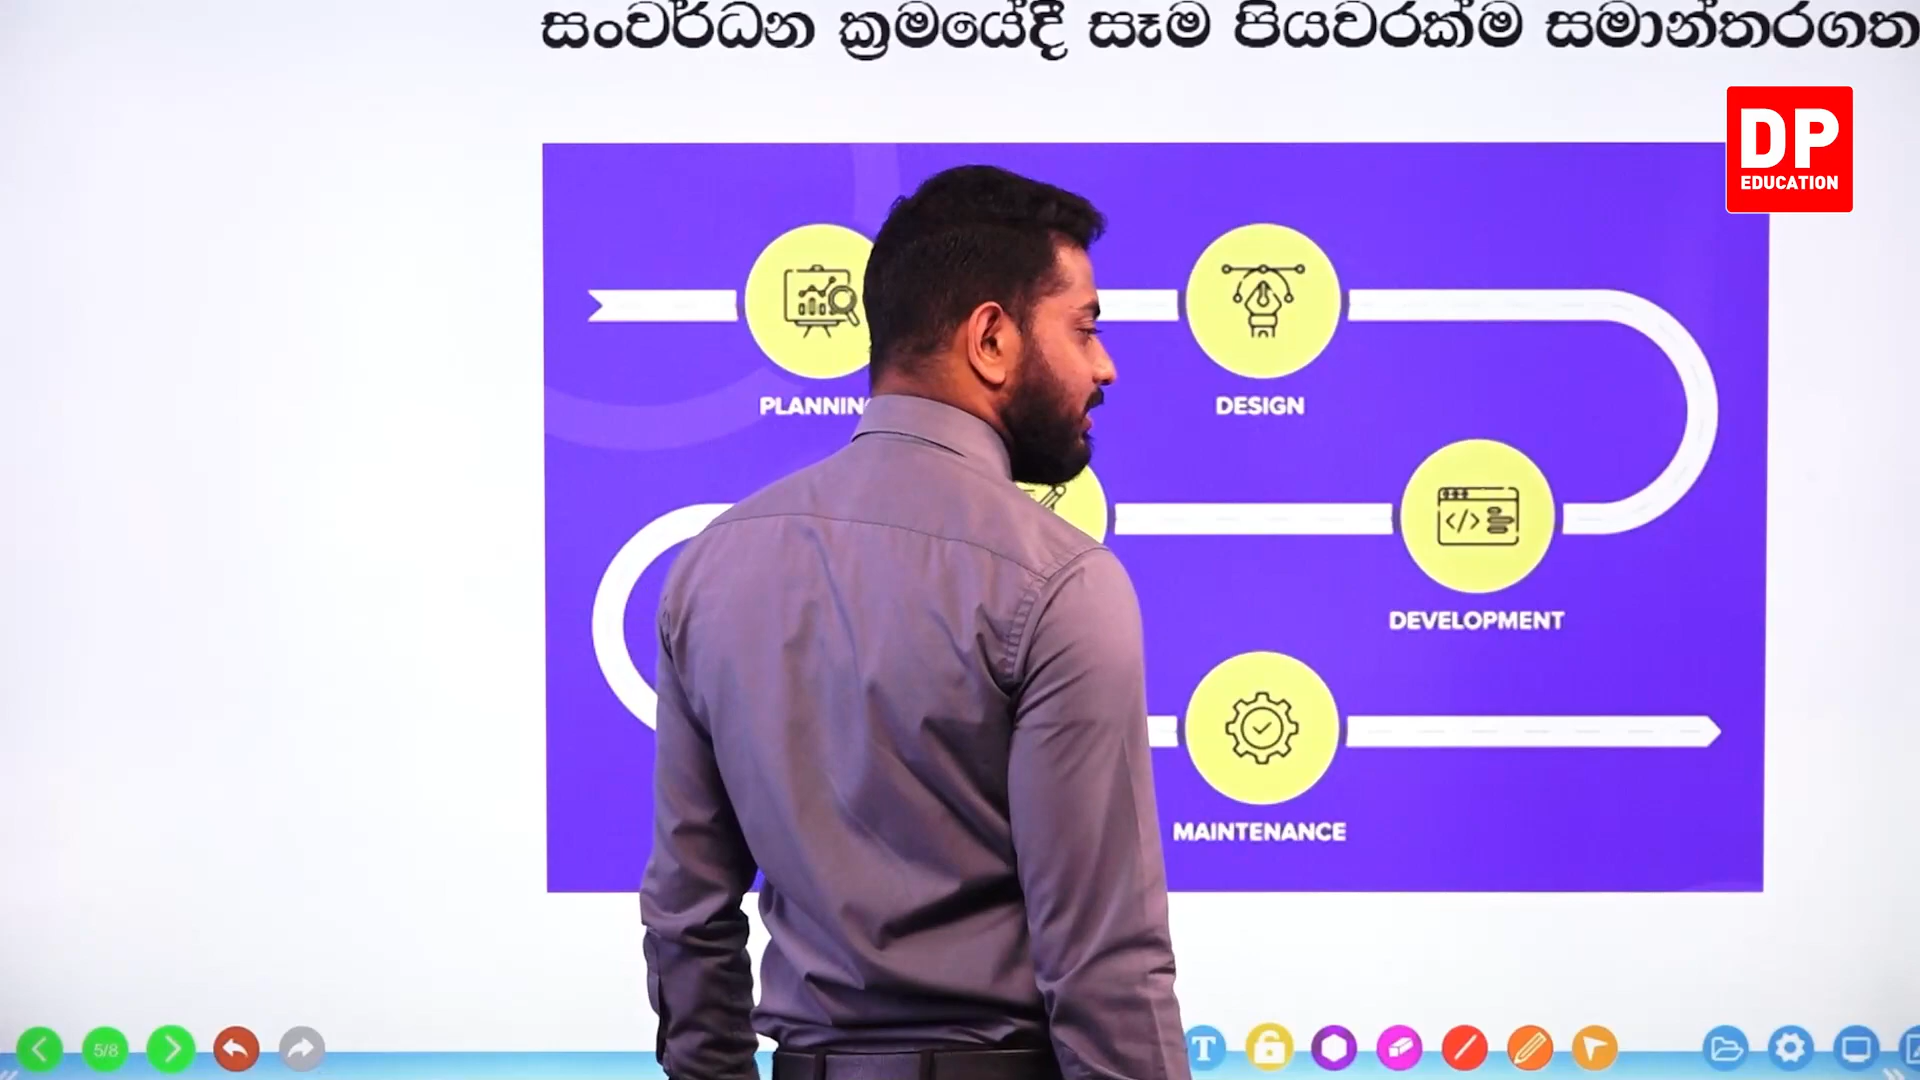 සංවර්ධන ක්‍රමයේදී සෑම පියවරක්ම සමාන්තරගත
DP
EDUCATION
DESIGN
DEVELOPMENT
MAINTENANCE
5/8
T